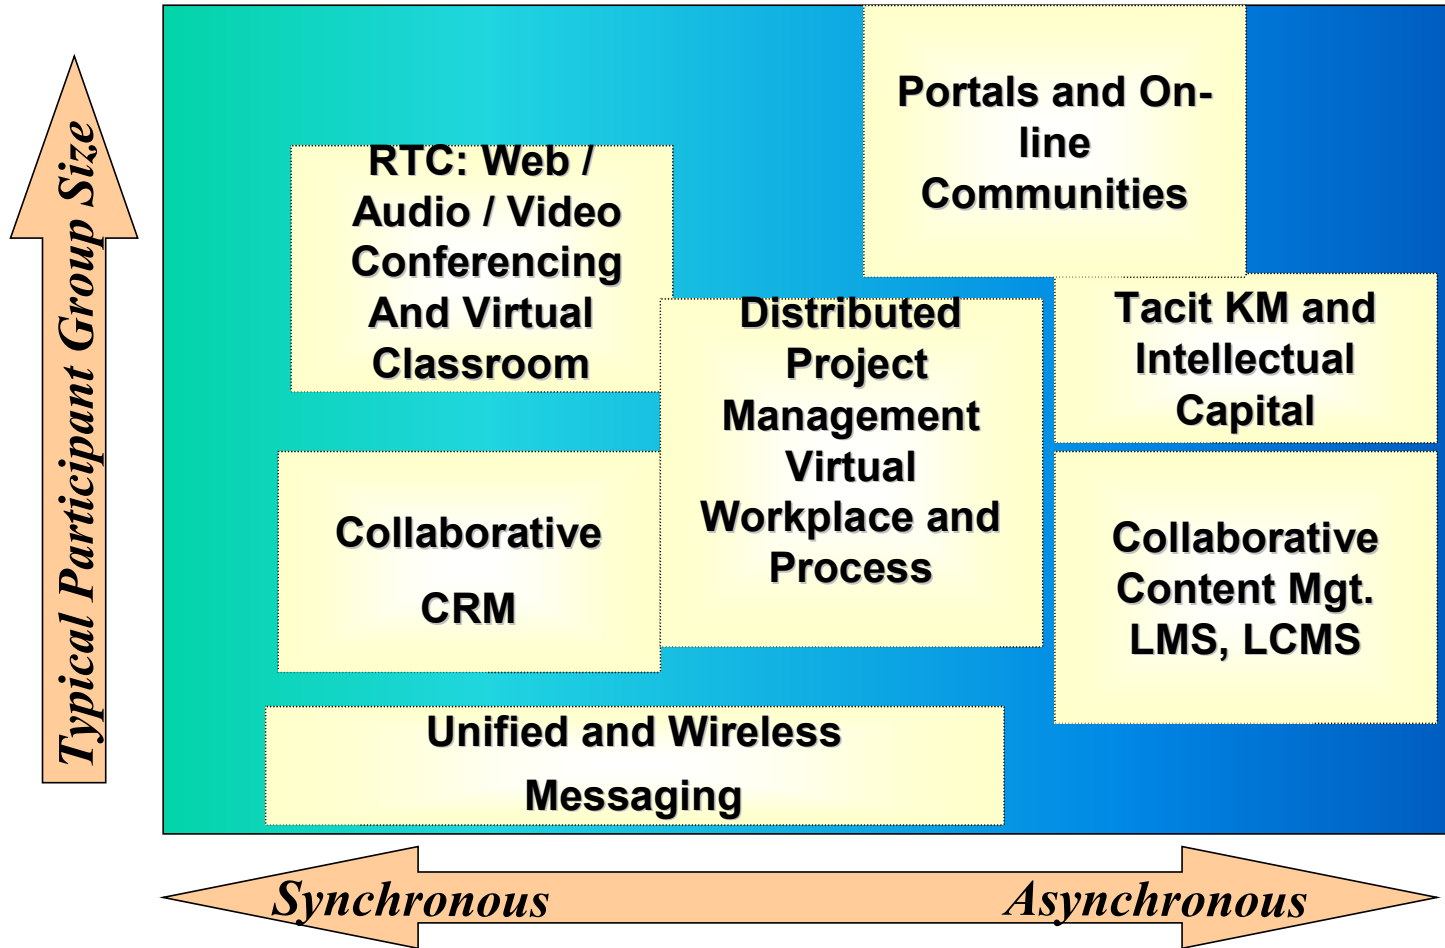 Typical Participant Group Size
Portals and On-
line
Communities
RTC: Web /
Audio / Video
Conferencing
And Virtual
Classroom
Distributed
Project
Management
Virtual
Workplace and
Process
Tacit KM and
Intellectual
Capital
Collaborative
CRM
Collaborative
Content Mgt.
LMS, LCMS
Unified and Wireless
Messaging
Synchronous
Asynchronous